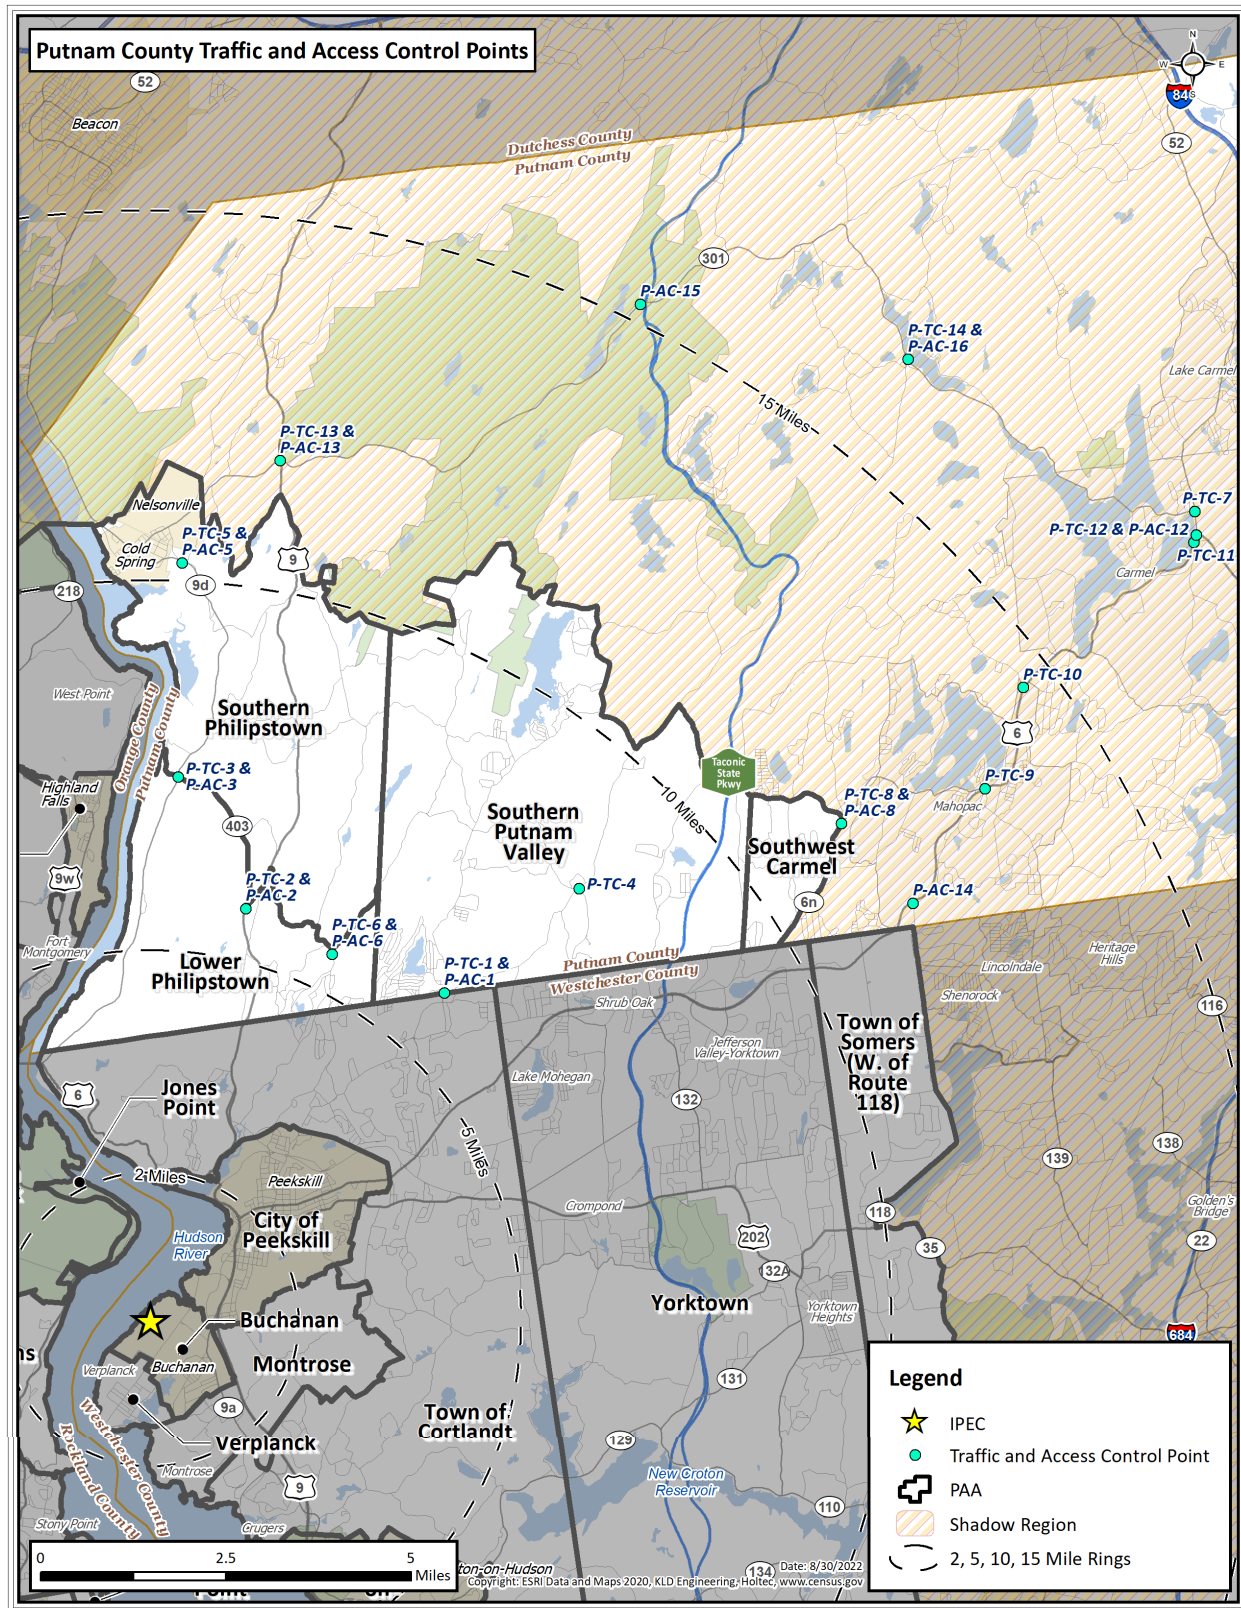 Putnam County Traffic and Access Control Points
N
W
E
S
84
52
52
Beacon
Dutchess County
Putnam County
301
P-AC-15
P-TC-14 &
P-AC-16
Lake Carmel
15 Miles
P-TC-13 &
P-AC-13
Nelsonville
P-TC-7
P-TC-5 &
P-AC-5
P-TC-12 & P-AC-12
Cold
Spring
9
P-TC-11
Carmel
9d
218
West Point
Orange County
Putnam County
Southern
Philipstown
P-TC-10
6
Taconic
State
Pkwy
P-TC-3 &
P-AC-3
P-TC-9
Highland
Falls
10 Miles
P-TC-8 &
P-AC-8
Mahopac
403
Southern
Putnam
Valley
Southwest
Carmel
9w
P-TC-2 &
P-AC-2
P-TC-4
P-AC-14
6n
P-TC-6 &
P-AC-6
Fort
Montgomery
Lower
Philipstown
P-TC-1 &
P-AC-1
Putnam County
Westchester County
Heritage
Hills
Lincolndale
Shenorock
Shrub Oak
116
Town of
Somers
(W. of
Route
118)
Jefferson
Valley-Yorktown
Lake Mohegan
6
Jones
Point
132
5 Miles
138
139
2 Miles
Peekskill
Crompond
Golden's
Bridge
City of
Peekskill
118
Hudson
River
202
35
22
132A
Yorktown
Yorktown
Heights
Buchanan
684
ns
Verplanck
Buchanan
Montrose
131
9a
Town of
Cortlandt
Westchester County
Rockland County
Verplanck
129
Montrose
New Croton
Reservoir
9
110
Stony Point
Crugers
134
ton-on-Hudson
Point
Legend
IPEC
Traffic and Access Control Point
PAA
Shadow Region
2, 5, 10, 15 Mile Rings
0
2.5
5
Miles
Date: 8/30/2022
Copyright: ESRI Data and Maps 2020, KLD Engineering, Holtec, www.census.gov